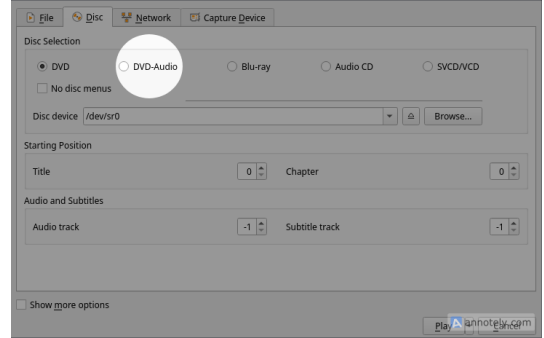 File Disc Network Capture Device
Disc Selection
DVD DVD-Audio Blu-ray Audio CD SVCD/VCD
No disc menus
Disc device /dev/sr0 Browse...
Starting Position
Title 0 Chapter 0
Audio and Subtitles
Audio track -1 Subtitle track -1
Show more options
Play Cancel
annotely.com